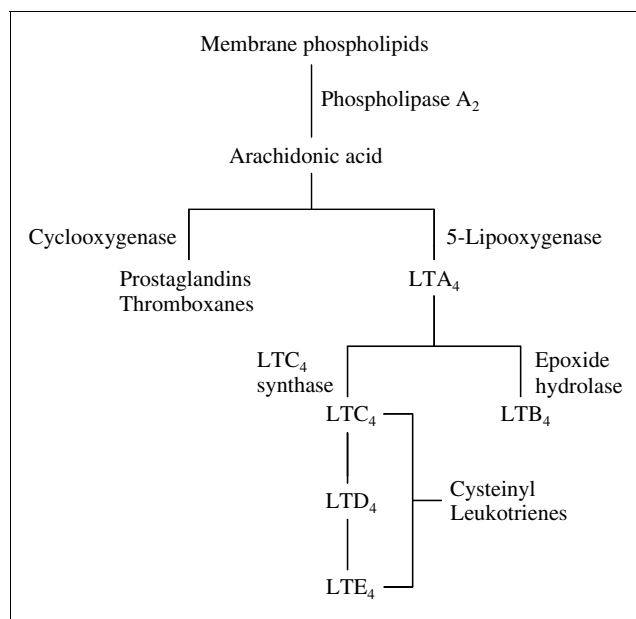 Membrane phospholipids
Phospholipase A₂
Arachidonic acid
Cyclooxygenase
5-Lipooxygenase
Prostaglandins
Thromboxanes
LTA₄
LTC₄
synthase
Epoxide
hydrolase
LTC₄
LTB₄
LTD₄
Cysteinyl
Leukotrienes
LTE₄